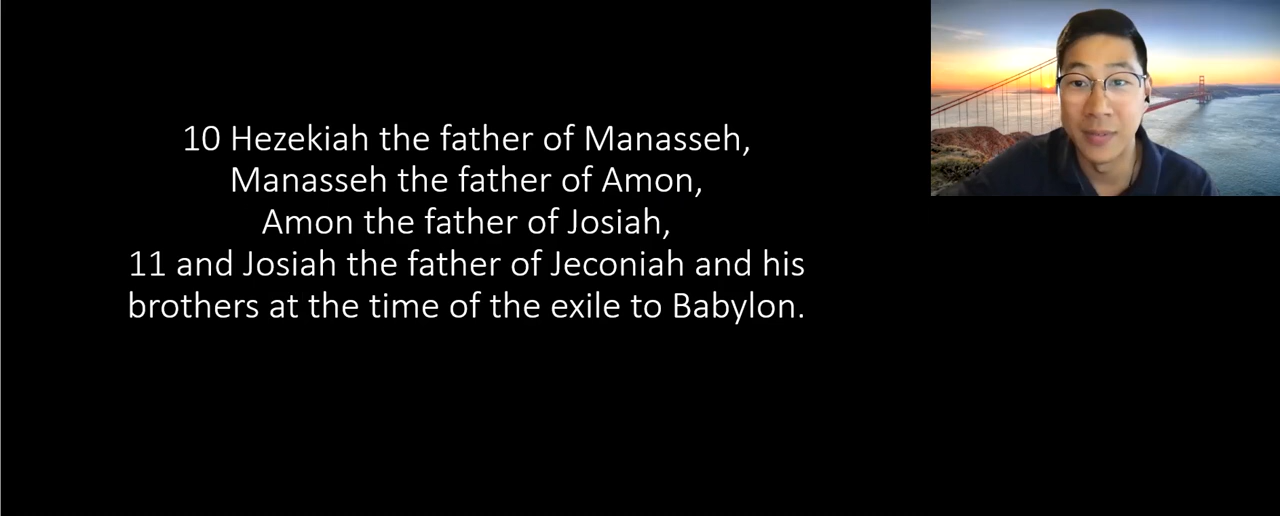 10 Hezekiah the father of Manasseh,
Manasseh the father of Amon,
Amon the father of Josiah,
11 and Josiah the father of Jeconiah and his
brothers at the time of the exile to Babylon.